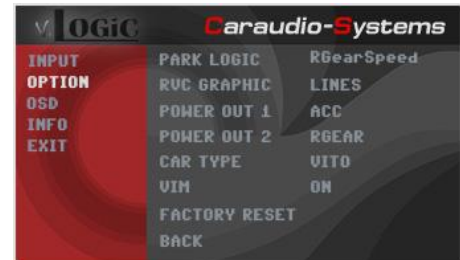 v.LOGiC Caraudio-Systems
INPUT
OPTION
OSD
INFO
EXIT
PARK LOGIC RGearSpeed
RVC GRAPHIC LINES
POWER OUT 1 ACC
POWER OUT 2 RGEAR
CAR TYPE VITO
VIM ON
FACTORY RESET
BACK